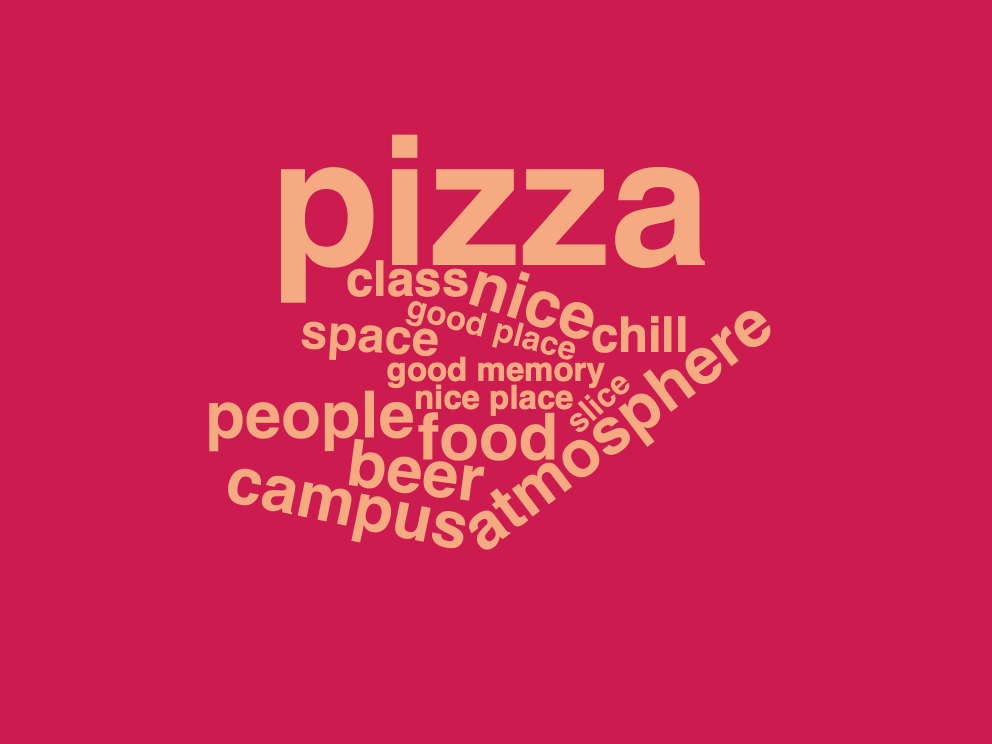 pizza
class
nice
good place
space
chill
good memory
nice place
slice
people
food
atmosphere
beer
campus